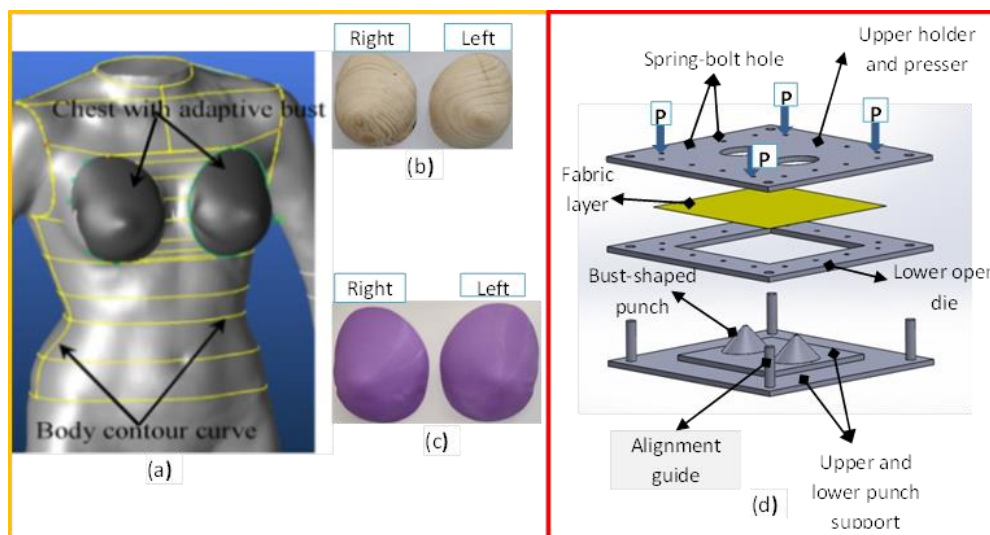 Chest with adaptive bust
Body contour curve
(a)
Right
Left
(b)
Right
Left
(c)
Spring-bolt hole
Upper holder
and presser
P
P
P
P
Fabric
layer
Bust-shaped
punch
Lower open
die
Alignment
guide
Upper and
lower punch
support
(d)